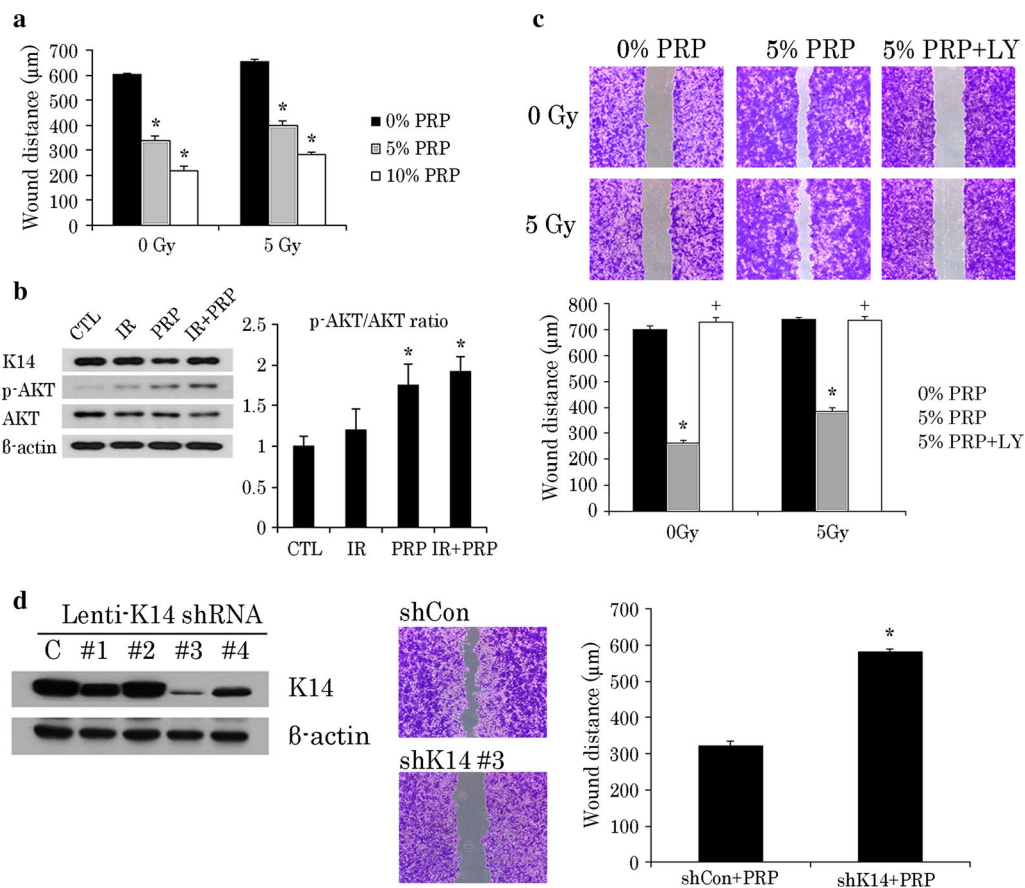 a
700
600
500
400
300
200
100
0
Wound distance (µm)
*
*
*
*
0 Gy
5 Gy
0% PRP
5% PRP
10% PRP
b
CTL
IR
PRP
IR+PRP
K14
p-AKT
AKT
ß-actin
p-AKT/AKT ratio
2.5
2
1.5
1
0.5
0
*
*
CTL
IR
PRP
IR+PRP
c
0% PRP
5% PRP
5% PRP+LY
0 Gy
5 Gy
800
700
600
500
400
300
200
100
0
Wound distance (µm)
+
+
*
*
0Gy
5Gy
0% PRP
5% PRP
5% PRP+LY
d
Lenti-K14 shRNA
C #1 #2 #3 #4
K14
ß-actin
shCon
shK14 #3
700
600
500
400
300
200
100
0
Wound distance (µm)
*
shCon+PRP
shK14+PRP